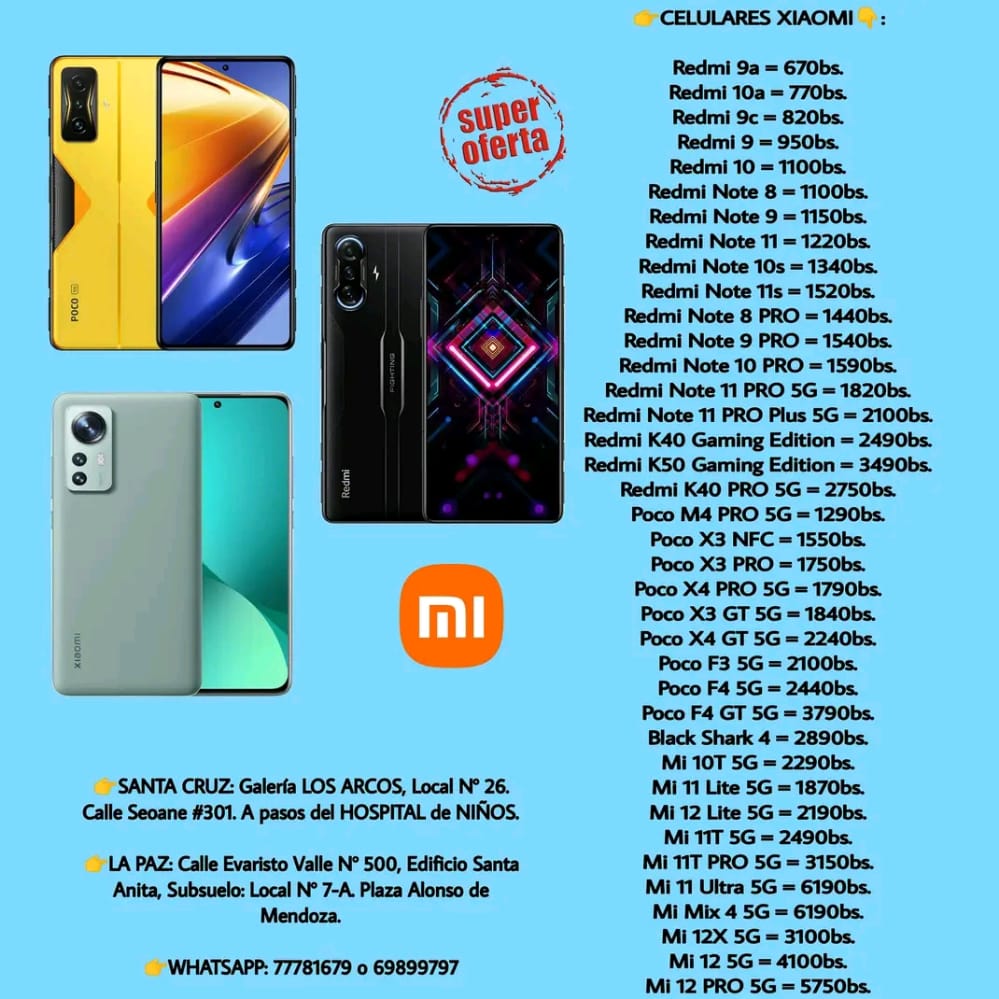 👉CELULARES XIAOMI👇:
Redmi 9a = 670bs.
Redmi 10a = 770bs.
Redmi 9c = 820bs.
Redmi 9 = 950bs.
Redmi 10 = 1100bs.
Redmi Note 8 = 1100bs.
Redmi Note 9 = 1150bs.
Redmi Note 11 = 1220bs.
Redmi Note 10s = 1340bs.
Redmi Note 11s = 1520bs.
Redmi Note 8 PRO = 1440bs.
Redmi Note 9 PRO = 1540bs.
Redmi Note 10 PRO = 1590bs.
Redmi Note 11 PRO 5G = 1820bs.
Redmi Note 11 PRO Plus 5G = 2100bs.
Redmi K40 Gaming Edition = 2490bs.
Redmi K50 Gaming Edition = 3490bs.
Redmi K40 PRO 5G = 2750bs.
Poco M4 PRO 5G = 1290bs.
Poco X3 NFC = 1550bs.
Poco X3 PRO = 1750bs.
Poco X4 PRO 5G = 1790bs.
Poco X3 GT 5G = 1840bs.
Poco X4 GT 5G = 2240bs.
Poco F3 5G = 2100bs.
Poco F4 5G = 2440bs.
Poco F4 GT 5G = 3790bs.
Black Shark 4 = 2890bs.
Mi 10T 5G = 2290bs.
Mi 11 Lite 5G = 1870bs.
Mi 12 Lite 5G = 2190bs.
Mi 11T 5G = 2490bs.
Mi 11T PRO 5G = 3150bs.
Mi 11 Ultra 5G = 6190bs.
Mi Mix 4 5G = 6190bs.
Mi 12X 5G = 3100bs.
Mi 12 5G = 4100bs.
Mi 12 PRO 5G = 5750bs.
super
oferta
POCO 5G
FIGHTING
Redmi
xiaomi
mi
👉SANTA CRUZ: Galería LOS ARCOS, Local N° 26.
Calle Seoane #301. A pasos del HOSPITAL de NIÑOS.
👉LA PAZ: Calle Evaristo Valle N° 500, Edificio Santa
Anita, Subsuelo: Local N° 7-A. Plaza Alonso de
Mendoza.
👉WHATSAPP: 77781679 o 69899797